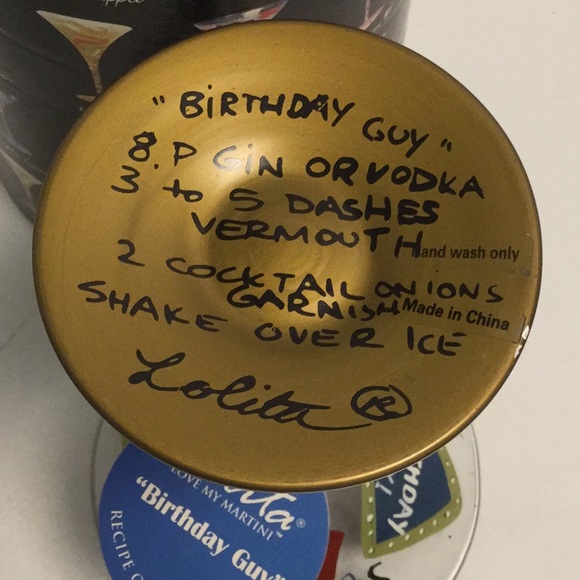 "BIRTHDAY GUY"
8. P GIN OR VODKA
3 to 5 DASHES
VERMOUTH
Hand wash only
2 COCKTAIL ONIONS
GARNISH
Made in China
SHAKE OVER ICE
Lolita ®
LOVE MY MARTINI™
"Birthday Guy"
RECIPE